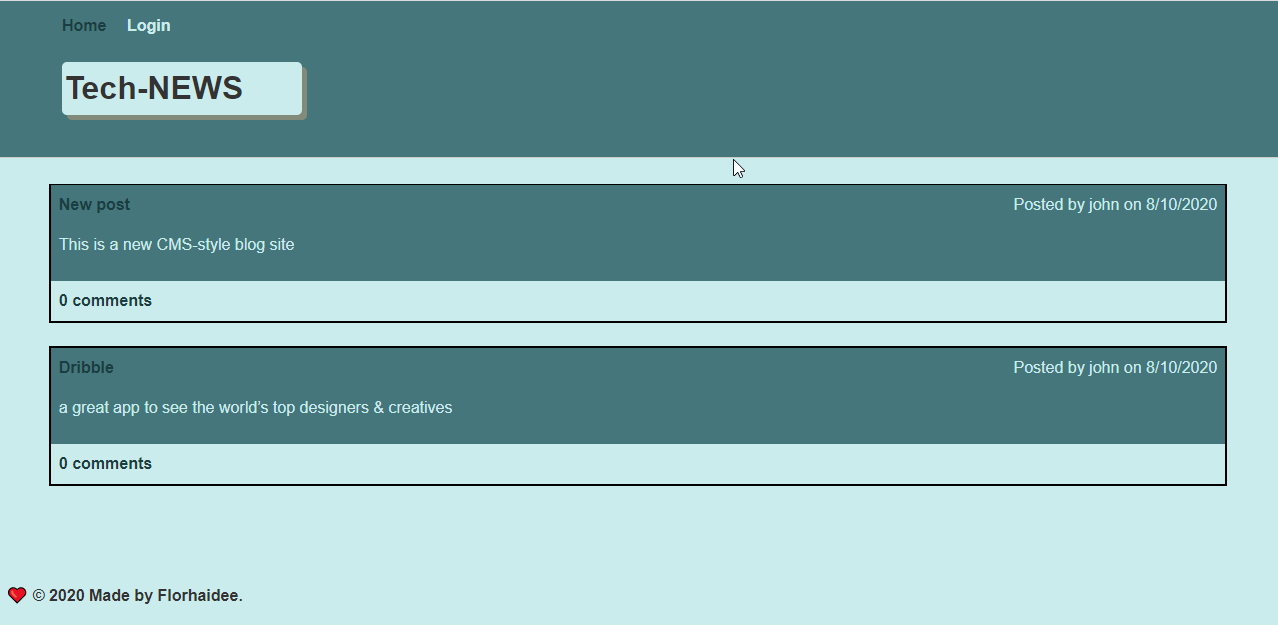 Home Login
Tech-NEWS
New post Posted by john on 8/10/2020
This is a new CMS-style blog site
0 comments
Dribble Posted by john on 8/10/2020
a great app to see the world's top designers & creatives
0 comments
© 2020 Made by Florhaidee.